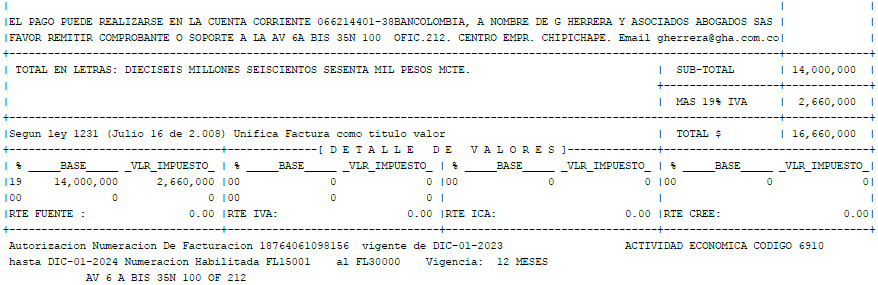 EL PAGO PUEDE REALIZARSE EN LA CUENTA CORRIENTE 066214401-38BANCOLOMBIA, A NOMBRE DE G HERRERA Y ASOCIADOS ABOGADOS SAS
FAVOR REMITIR COMPROBANTE O SOPORTE A LA AV 6A BIS 35N 100 OFIC.212. CENTRO EMPR. CHIPICHAPE. Email gherrera@gha.com.co
TOTAL EN LETRAS: DIECISEIS MILLONES SEISCIENTOS SESENTA MIL PESOS MCTE. | SUB-TOTAL | 14,000,000
MAS 19% IVA | 2,660,000
Segun ley 1231 (Julio 16 de 2.008) Unifica Factura como titulo valor | TOTAL $ | 16,660,000
[ D E T A L L E   D E   V A L O R E S ]
| % _____BASE_____ _VLR_IMPUESTO_ | % _____BASE_____ _VLR_IMPUESTO_ | % _____BASE_____ _VLR_IMPUESTO_ | % _____BASE_____ _VLR_IMPUESTO_|
|19 14,000,000 2,660,000 |00 0 0 |00 0 0 |00 0 0|
|00 0 0 |00 0 0 | | |
|RTE FUENTE : 0.00 |RTE IVA: 0.00 |RTE ICA: 0.00 |RTE CREE: 0.00|
Autorizacion Numeracion De Facturacion 18764061098156 vigente de DIC-01-2023 ACTIVIDAD ECONOMICA CODIGO 6910
hasta DIC-01-2024 Numeracion Habilitada FL15001 al FL30000 Vigencia: 12 MESES
AV 6 A BIS 35N 100 OF 212